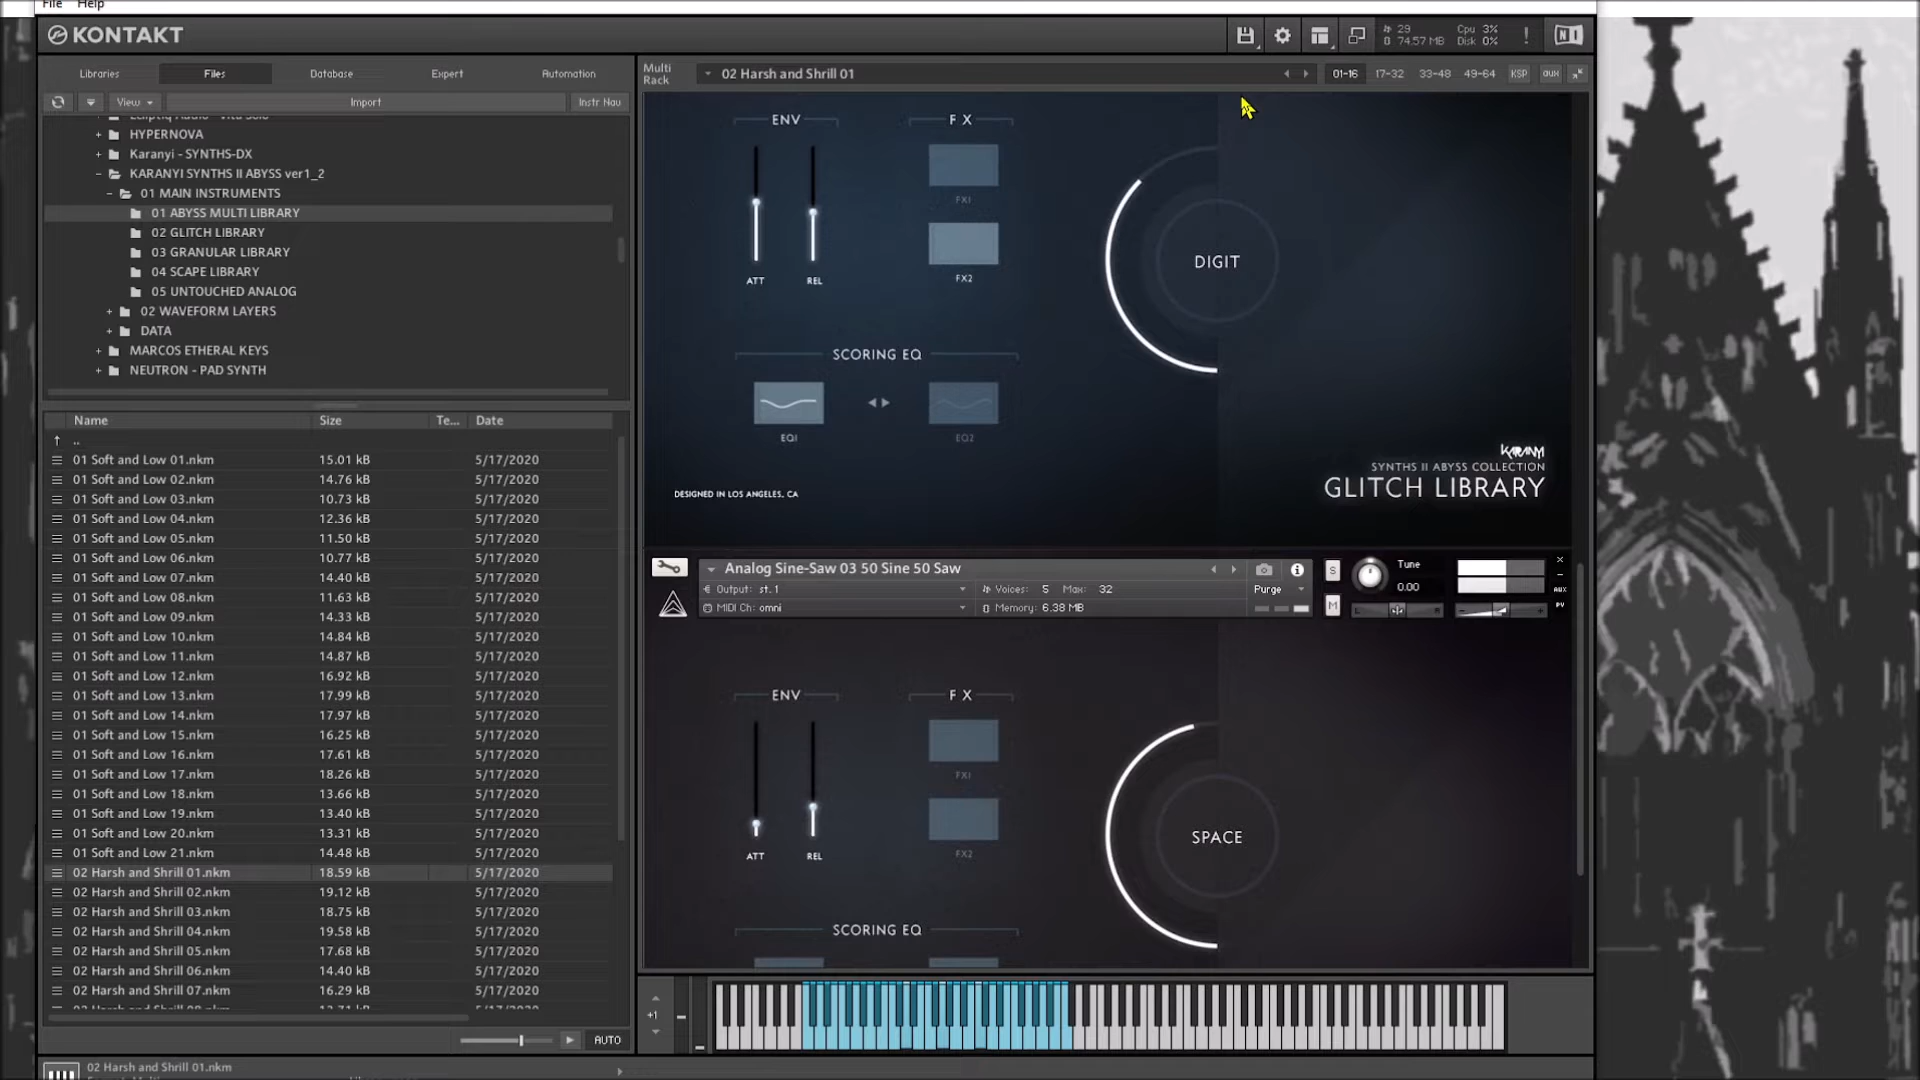 File Help
KONTAKT
29
74.57 MB
Cpu 3%
Disk 0%
!
Libraries Files Database Expert Automation
Multi Rack
02 Harsh and Shrill 01
01-16 17-32 33-48 49-64 KSP AUX
View Import Instr Nav
HYPERNOVA
Karanyi - SYNTHS-DX
KARANYI SYNTHS II ABYSS ver1_2
01 MAIN INSTRUMENTS
01 ABYSS MULTI LIBRARY
02 GLITCH LIBRARY
03 GRANULAR LIBRARY
04 SCAPE LIBRARY
05 UNTOUCHED ANALOG
02 WAVEFORM LAYERS
DATA
MARCOS ETHERAL KEYS
NEUTRON - PAD SYNTH
Name Size Te... Date
..
01 Soft and Low 01.nkm 15.01 kB 5/17/2020
01 Soft and Low 02.nkm 14.76 kB 5/17/2020
01 Soft and Low 03.nkm 10.73 kB 5/17/2020
01 Soft and Low 04.nkm 12.36 kB 5/17/2020
01 Soft and Low 05.nkm 11.50 kB 5/17/2020
01 Soft and Low 06.nkm 10.77 kB 5/17/2020
01 Soft and Low 07.nkm 14.40 kB 5/17/2020
01 Soft and Low 08.nkm 11.63 kB 5/17/2020
01 Soft and Low 09.nkm 14.33 kB 5/17/2020
01 Soft and Low 10.nkm 14.84 kB 5/17/2020
01 Soft and Low 11.nkm 14.87 kB 5/17/2020
01 Soft and Low 12.nkm 16.92 kB 5/17/2020
01 Soft and Low 13.nkm 17.99 kB 5/17/2020
01 Soft and Low 14.nkm 17.97 kB 5/17/2020
01 Soft and Low 15.nkm 16.25 kB 5/17/2020
01 Soft and Low 16.nkm 17.61 kB 5/17/2020
01 Soft and Low 17.nkm 18.26 kB 5/17/2020
01 Soft and Low 18.nkm 13.66 kB 5/17/2020
01 Soft and Low 19.nkm 13.40 kB 5/17/2020
01 Soft and Low 20.nkm 13.31 kB 5/17/2020
01 Soft and Low 21.nkm 14.48 kB 5/17/2020
02 Harsh and Shrill 01.nkm 18.59 kB 5/17/2020
02 Harsh and Shrill 02.nkm 19.12 kB 5/17/2020
02 Harsh and Shrill 03.nkm 18.75 kB 5/17/2020
02 Harsh and Shrill 04.nkm 19.58 kB 5/17/2020
02 Harsh and Shrill 05.nkm 17.68 kB 5/17/2020
02 Harsh and Shrill 06.nkm 14.40 kB 5/17/2020
02 Harsh and Shrill 07.nkm 16.29 kB 5/17/2020
AUTO
02 Harsh and Shrill 01.nkm
ENV F X
FX1
DIGIT
ATT REL FX2
SCORING EQ
EQ1 EQ2
KARANYI
SYNTHS II ABYSS COLLECTION
GLITCH LIBRARY
DESIGNED IN LOS ANGELES, CA
Analog Sine-Saw 03 50 Sine 50 Saw
Output: st.1 Voices: 5 Max: 32 Purge
MIDI Ch: omni Memory: 6.38 MB
S
M
Tune
0.00
L R
AUX
PV
ENV F X
FX1
SPACE
ATT REL FX2
SCORING EQ
+1